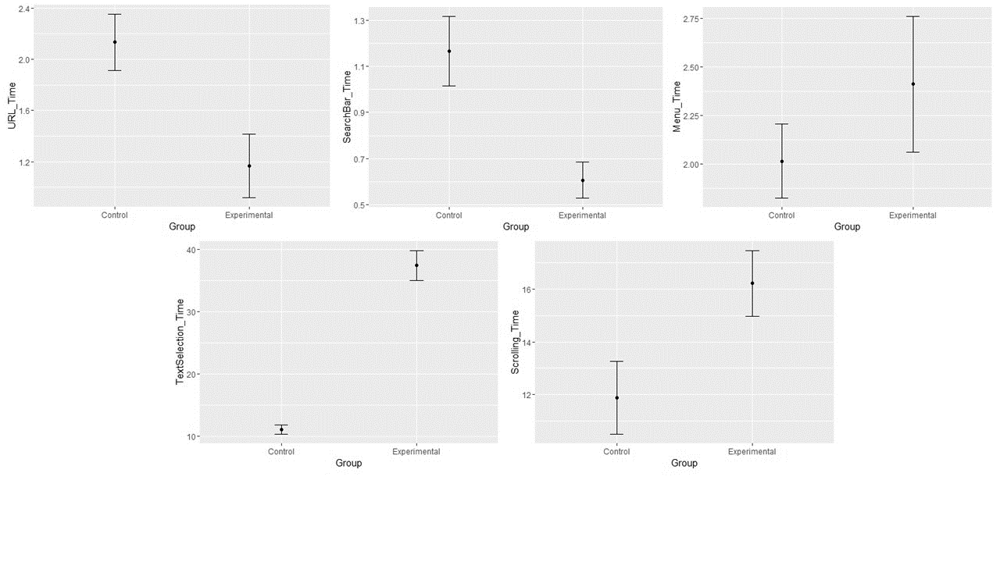 URL_Time
2.4
2.0
1.6
1.2
Control Experimental
Group
SearchBar_Time
1.3
1.1
0.9
0.7
0.5
Control Experimental
Group
Menu_Time
2.75
2.50
2.25
2.00
Control Experimental
Group
TextSelection_Time
40
30
20
10
Control Experimental
Group
Scrolling_Time
16
14
12
Control Experimental
Group